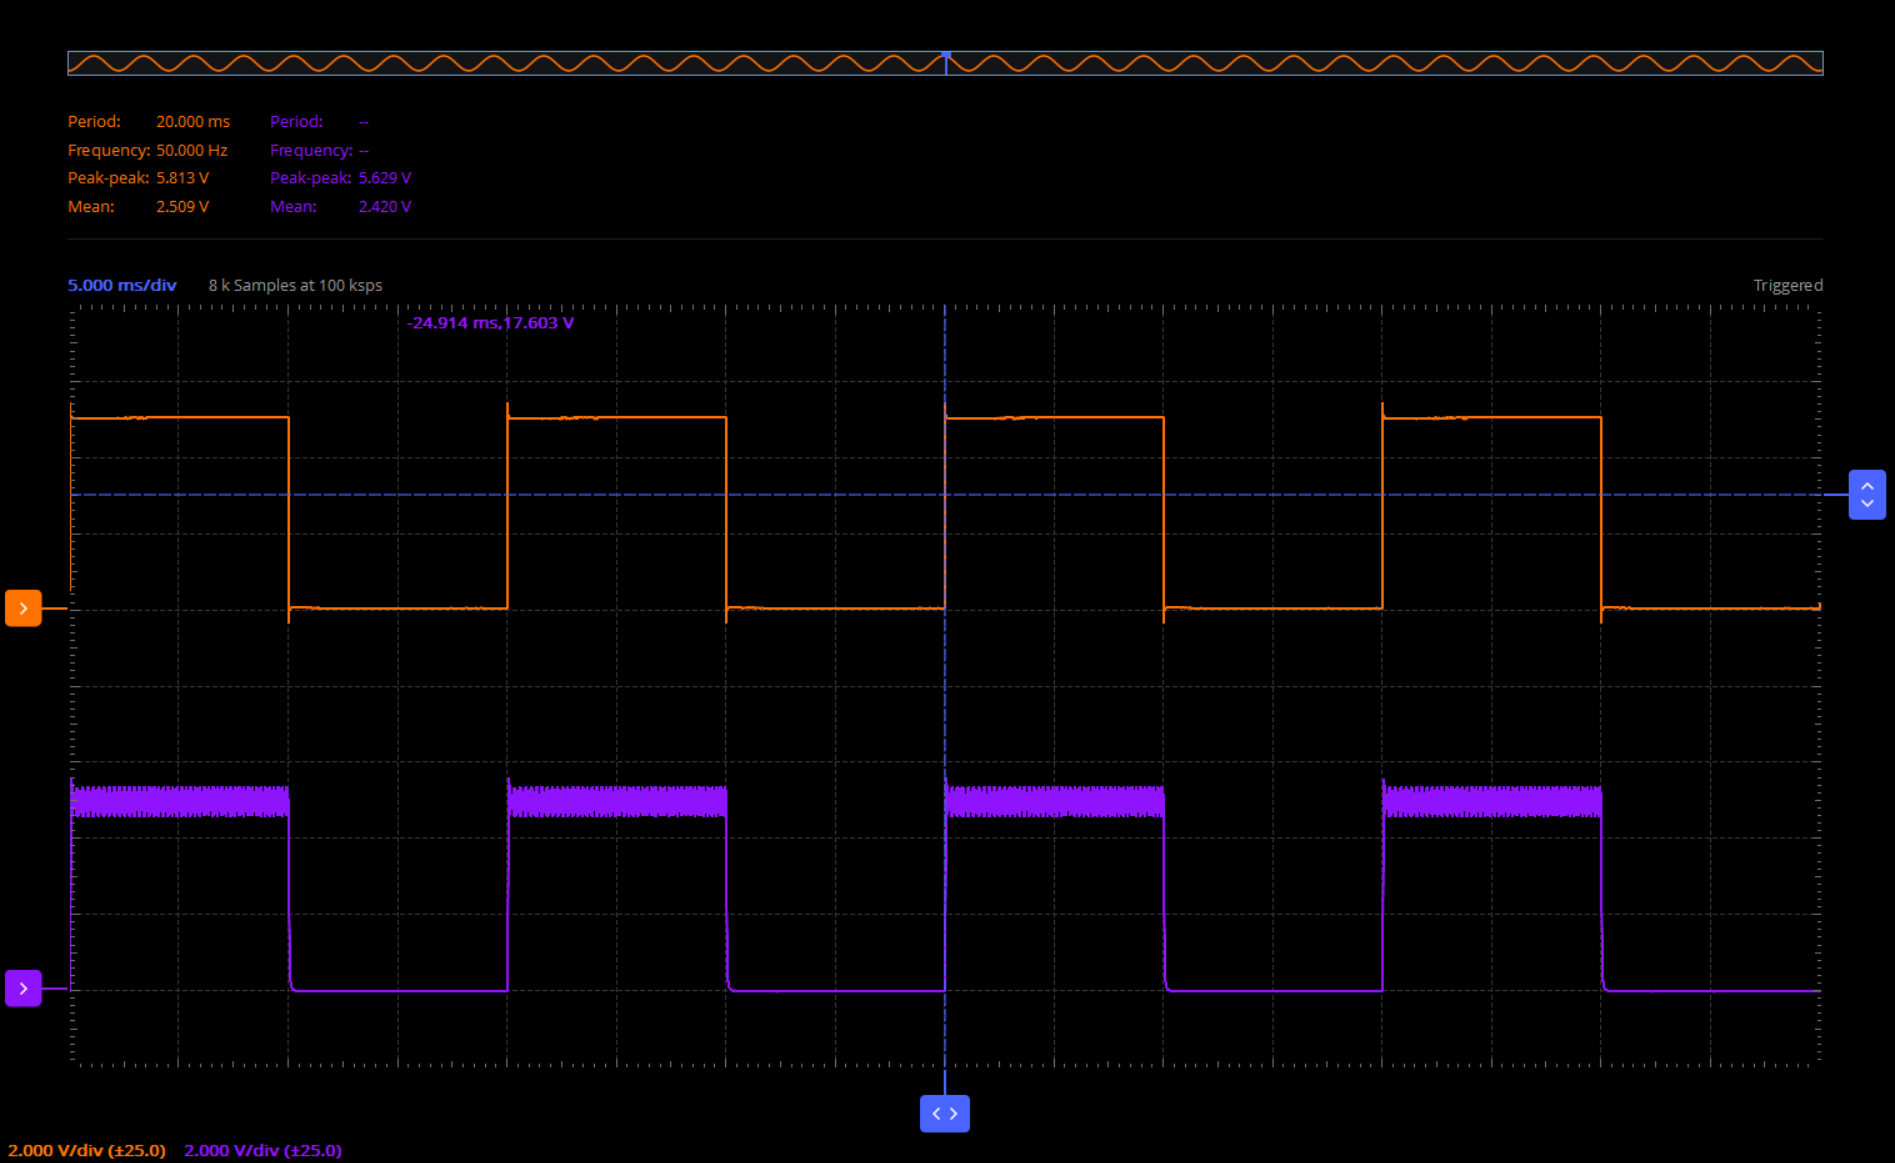 Period: 20.000 ms Period: --
Frequency: 50.000 Hz Frequency: --
Peak-peak: 5.813 V Peak-peak: 5.629 V
Mean: 2.509 V Mean: 2.420 V
5.000 ms/div 8 k Samples at 100 ksps Triggered
-24.914 ms,17.603 V
2.000 V/div (±25.0) 2.000 V/div (±25.0)